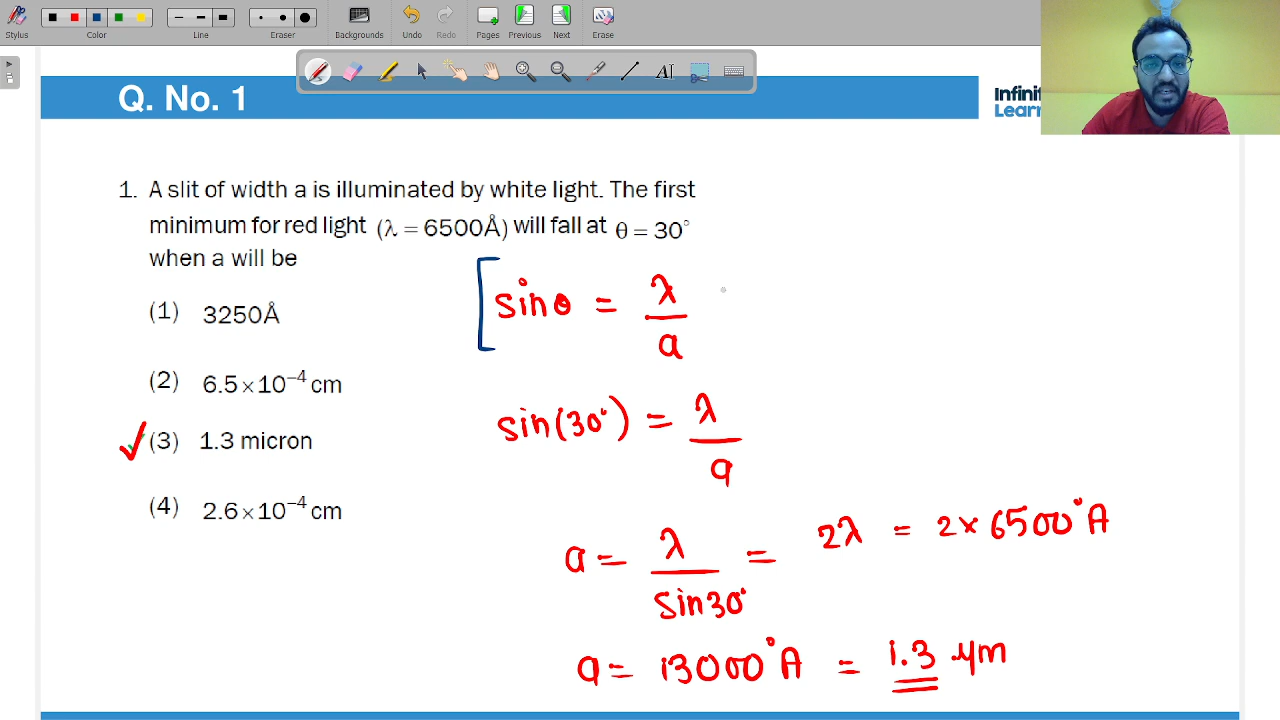 Stylus
Color
Line
Eraser
Backgrounds
Undo
Redo
Pages
Previous
Next
Erase
Q. No. 1
Infinit
Learn
1. A slit of width a is illuminated by white light. The first
minimum for red light (λ = 6500Å) will fall at θ = 30°
when a will be
(1) 3250Å
(2) 6.5 × 10⁻⁴ cm
(3) 1.3 micron
(4) 2.6 × 10⁻⁴ cm
sinθ = λ/a
sin(30°) = λ/a
a = λ/sin30° = 2λ = 2×6500°A
a = 13000°A = 1.3 μm